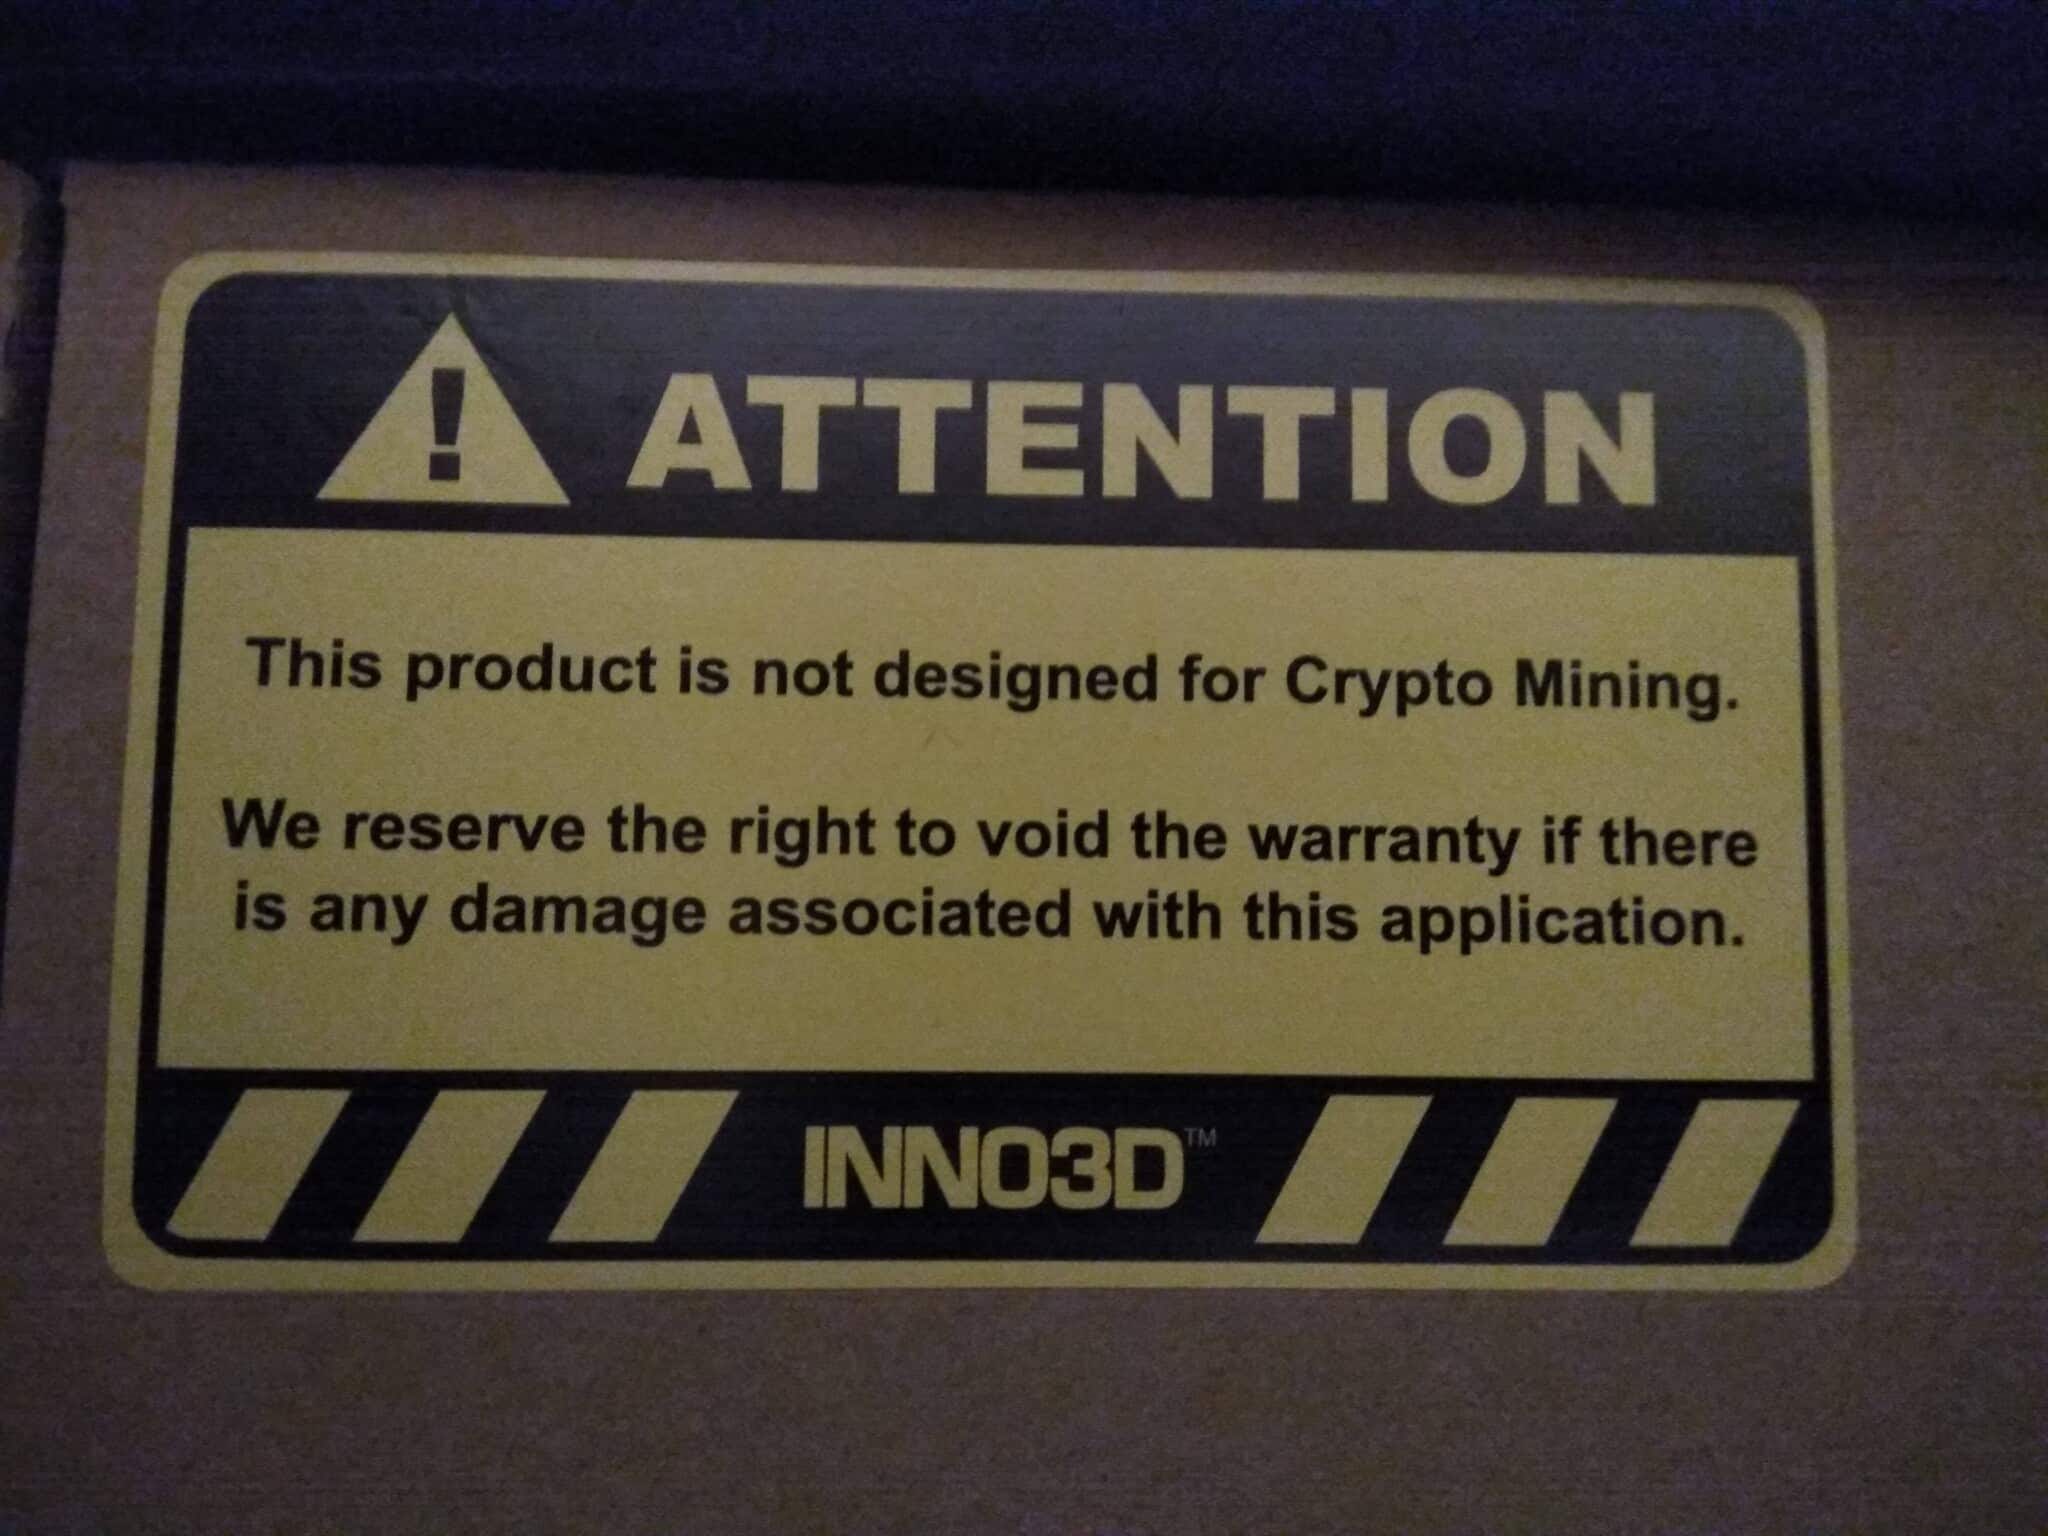 ! ATTENTION
This product is not designed for Crypto Mining.
We reserve the right to void the warranty if there
is any damage associated with this application.
INNO3D™